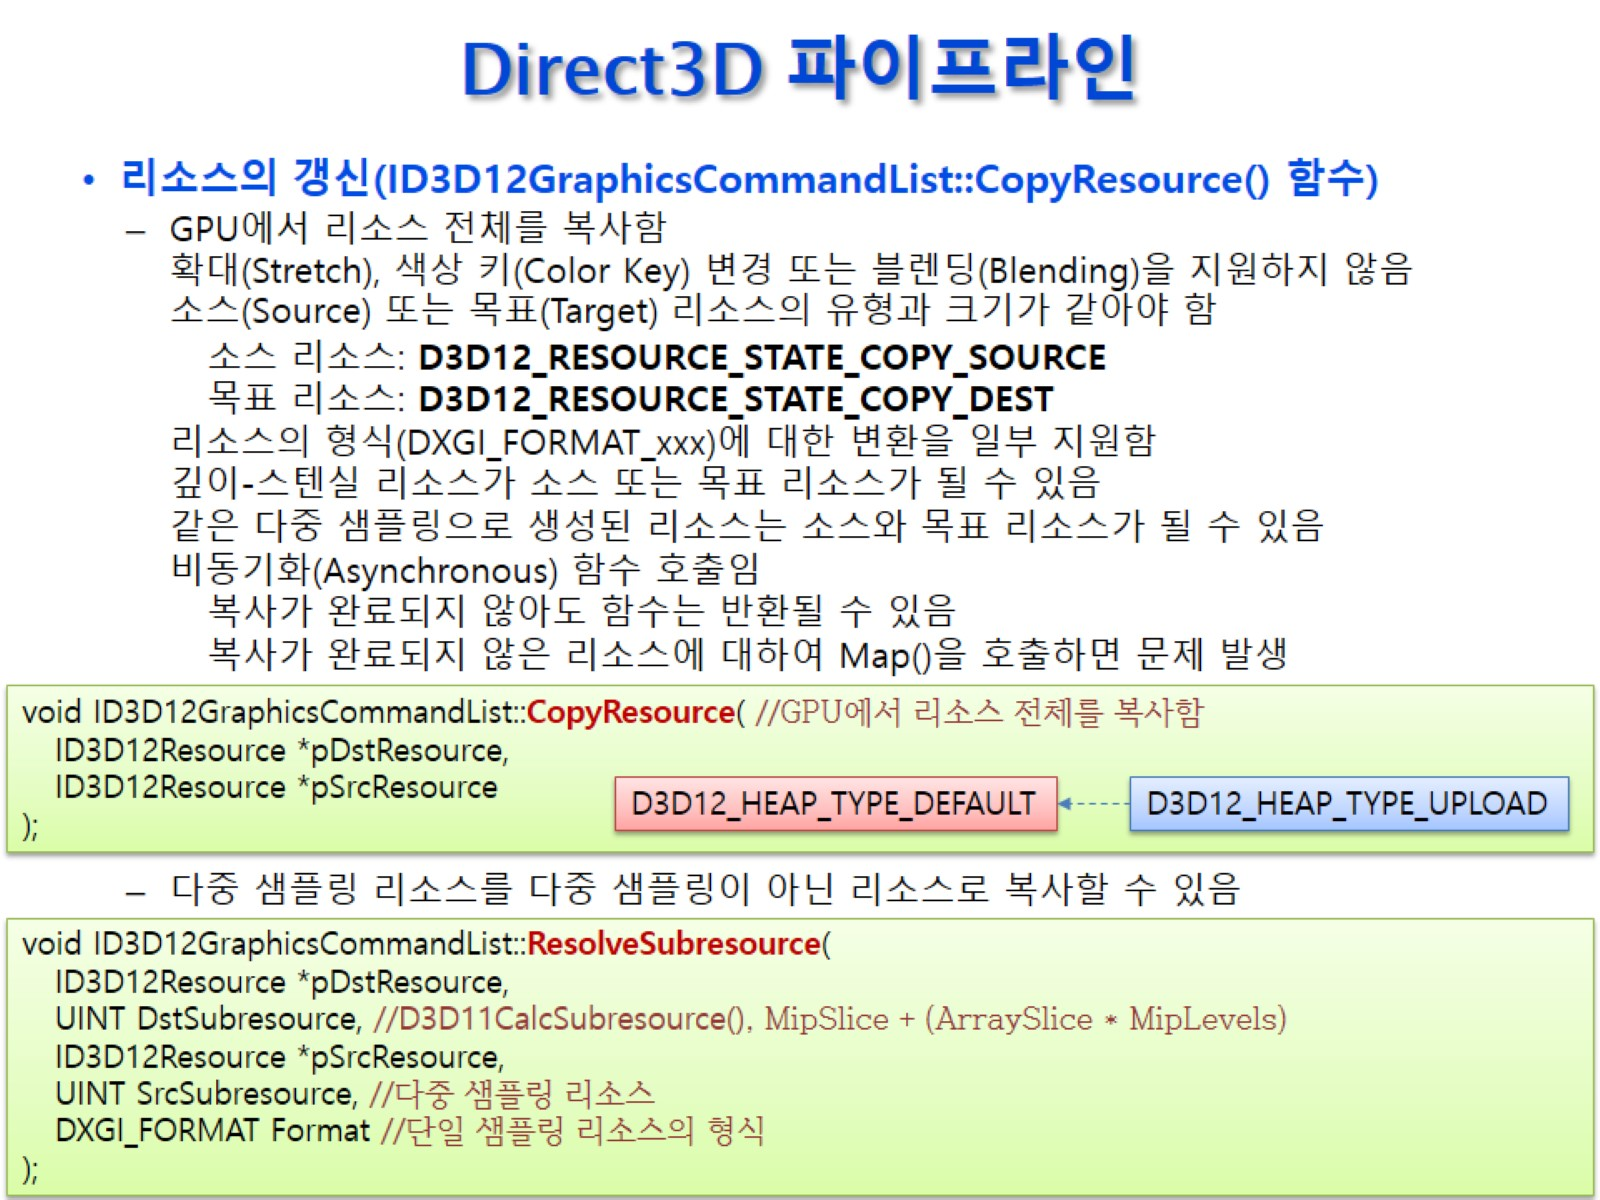 Direct3D 파이프라인
• 리소스의 갱신(ID3D12GraphicsCommandList::CopyResource() 함수)
– GPU에서 리소스 전체를 복사함
확대(Stretch), 색상 키(Color Key) 변경 또는 블렌딩(Blending)을 지원하지 않음
소스(Source) 또는 목표(Target) 리소스의 유형과 크기가 같아야 함
소스 리소스: D3D12_RESOURCE_STATE_COPY_SOURCE
목표 리소스: D3D12_RESOURCE_STATE_COPY_DEST
리소스의 형식(DXGI_FORMAT_xxx)에 대한 변환을 일부 지원함
깊이-스텐실 리소스가 소스 또는 목표 리소스가 될 수 있음
같은 다중 샘플링으로 생성된 리소스는 소스와 목표 리소스가 될 수 있음
비동기화(Asynchronous) 함수 호출임
복사가 완료되지 않아도 함수는 반환될 수 있음
복사가 완료되지 않은 리소스에 대하여 Map()을 호출하면 문제 발생
void ID3D12GraphicsCommandList::CopyResource( //GPU에서 리소스 전체를 복사함
ID3D12Resource *pDstResource,
ID3D12Resource *pSrcResource
);
D3D12_HEAP_TYPE_DEFAULT
D3D12_HEAP_TYPE_UPLOAD
– 다중 샘플링 리소스를 다중 샘플링이 아닌 리소스로 복사할 수 있음
void ID3D12GraphicsCommandList::ResolveSubresource(
ID3D12Resource *pDstResource,
UINT DstSubresource, //D3D11CalcSubresource(), MipSlice + (ArraySlice * MipLevels)
ID3D12Resource *pSrcResource,
UINT SrcSubresource, //다중 샘플링 리소스
DXGI_FORMAT Format //단일 샘플링 리소스의 형식
);